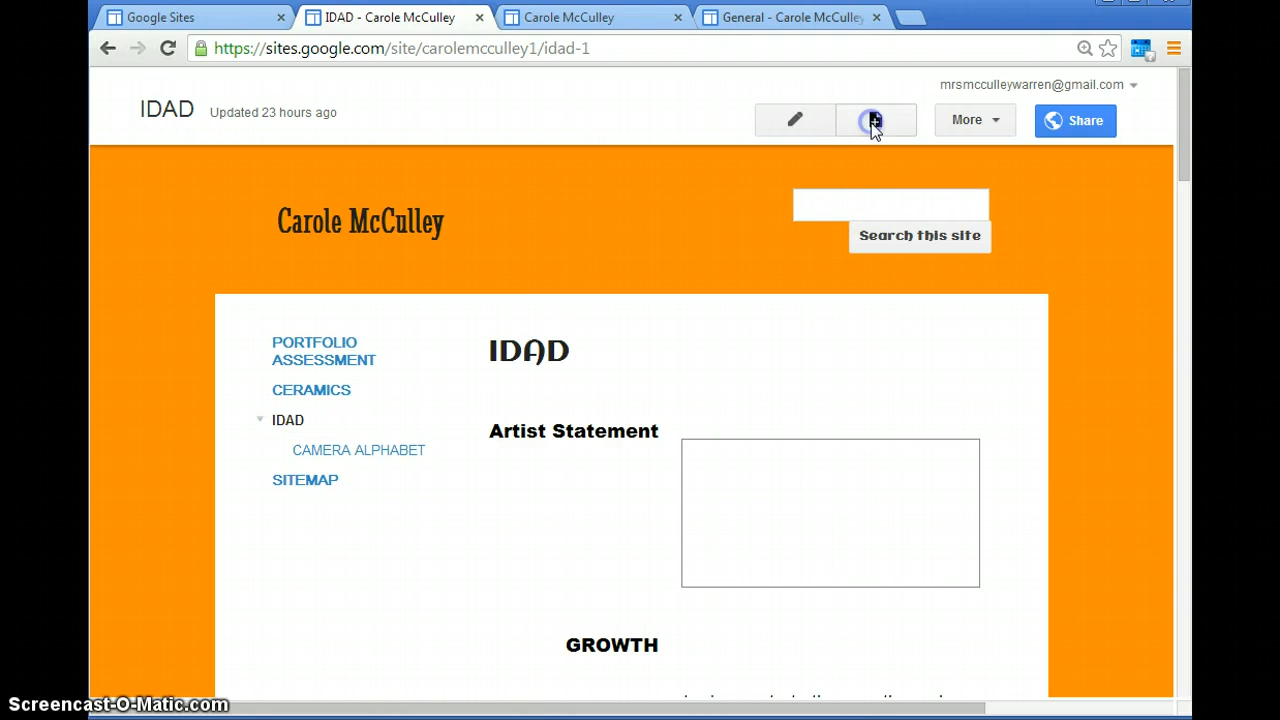 Google Sites
IDAD - Carole McCulley
Carole McCulley
General - Carole McCulley
https://sites.google.com/site/carolemcculley1/idad-1
mrsmcculleywarren@gmail.com
IDAD Updated 23 hours ago
More
Share
Carole McCulley
Search this site
PORTFOLIO
ASSESSMENT
CERAMICS
IDAD
CAMERA ALPHABET
SITEMAP
IDAD
Artist Statement
GROWTH
Screencast-O-Matic.com